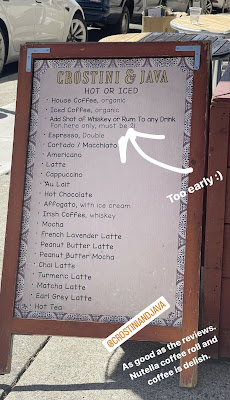 CROSTINI & JAVA
HOT OR ICED
• House Coffee, organic
• Iced Coffee, organic
• Add Shot of Whiskey or Rum To any Drink
For here only, must be 21
• Espresso, Double
• Cortado / Macchiato
• Americano
• Latte
• Cappuccino
• 'Au Lait
• Hot Chocolate
• Affogato, with ice cream
• Irish Coffee, whiskey
• Mocha
• French Lavender Latte
• Peanut Butter Latte
• Peanut Butter Mocha
• Chai Latte
• Turmeric Latte
• Matcha Latte
• Earl Grey Latte
• Hot Tea
Too early :)
@CROSTINIANDJAVA
As good as the reviews.
Nutella coffee roll and
coffee is delish.